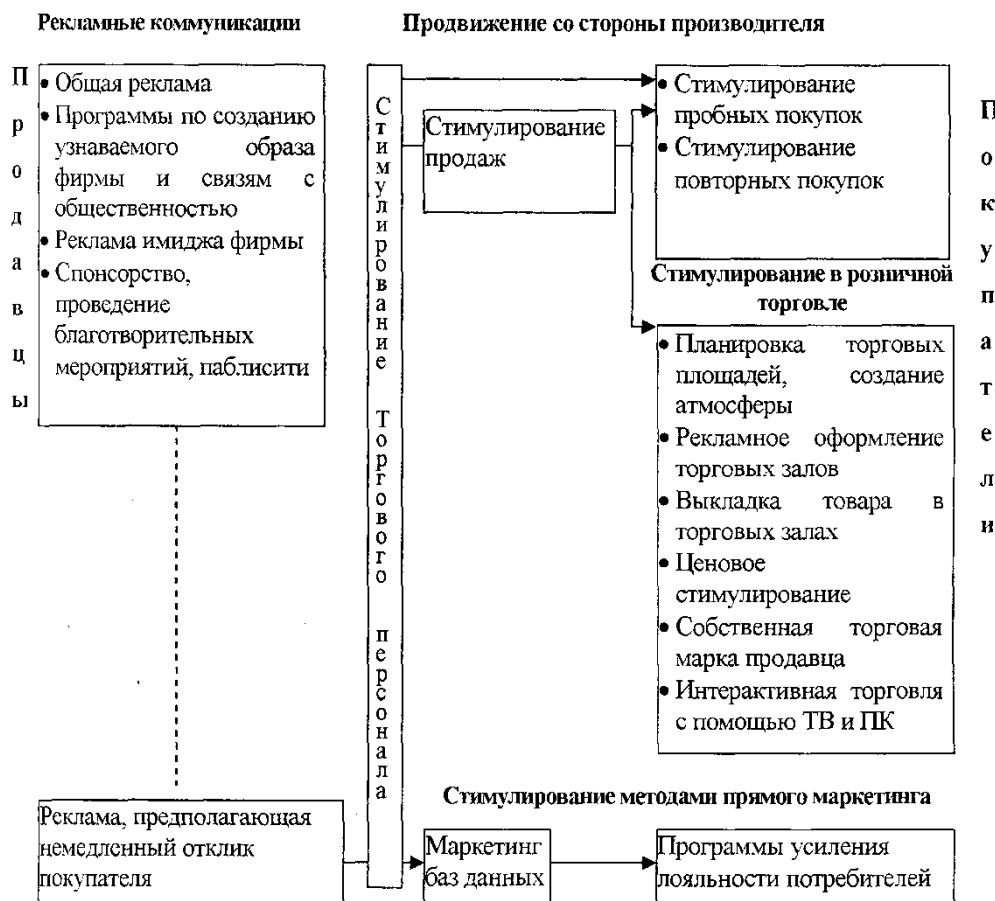 Рекламные коммуникации
Продвижение со стороны производителя
Продавцы
• Общая реклама
• Программы по созданию
узнаваемого образа
фирмы и связям с
общественностью
• Реклама имиджа фирмы
• Спонсорство,
проведение
благотворительных
мероприятий, паблисити
Стимулирование Торгового персонала
Стимулирование
продаж
• Стимулирование
пробных покупок
• Стимулирование
повторных покупок
Стимулирование в розничной
торговле
• Планировка торговых
площадей, создание
атмосферы
• Рекламное оформление
торговых залов
• Выкладка товара в
торговых залах
• Ценовое
стимулирование
• Собственная торговая
марка продавца
• Интерактивная торговля
с помощью ТВ и ПК
Покупатели
Стимулирование методами прямого маркетинга
Реклама, предполагающая
немедленный отклик
покупателя
Маркетинг
баз данных
Программы усиления
лояльности потребителей